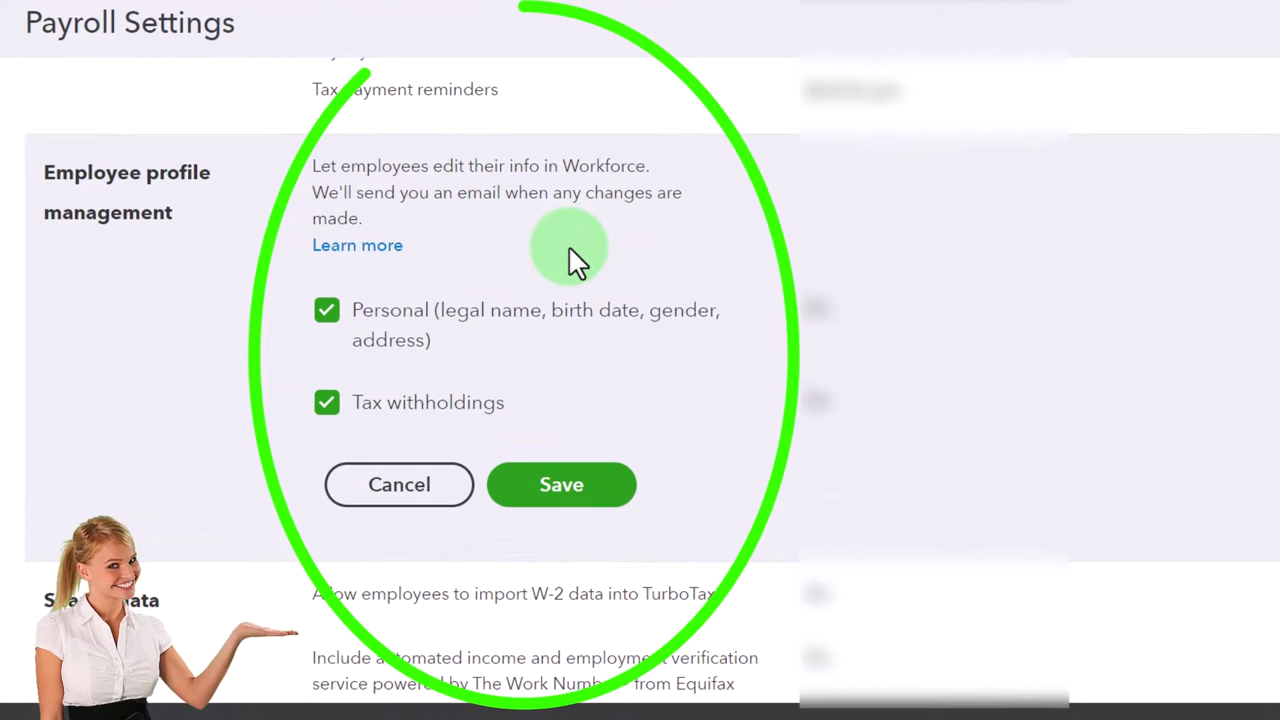 Payroll Settings
Tax payment reminders
Employee profile
management
Let employees edit their info in Workforce.
We'll send you an email when any changes are
made.
Learn more
Personal (legal name, birth date, gender,
address)
Tax withholdings
Cancel
Save
Allow employees to import W-2 data into TurboTax
Include automated income and employment verification
service powered by The Work Number from Equifax